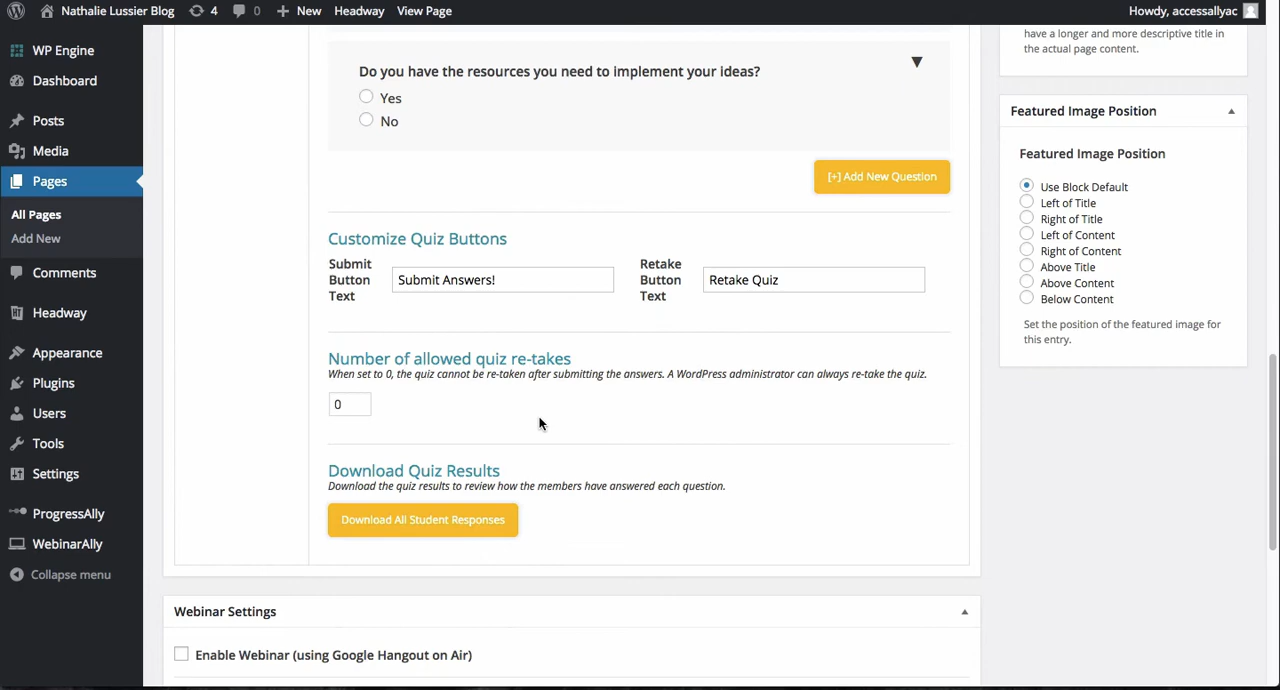 Nathalie Lussier Blog
4
0
New
Headway
View Page
Howdy, accessallyac
WP Engine
Dashboard
Posts
Media
Pages
All Pages
Add New
Comments
Headway
Appearance
Plugins
Users
Tools
Settings
ProgressAlly
WebinarAlly
Collapse menu
Do you have the resources you need to implement your ideas?
Yes
No
[+] Add New Question
Customize Quiz Buttons
Submit
Button
Text
Submit Answers!
Retake
Button
Text
Retake Quiz
Number of allowed quiz re-takes
When set to 0, the quiz cannot be re-taken after submitting the answers. A WordPress administrator can always re-take the quiz.
0
Download Quiz Results
Download the quiz results to review how the members have answered each question.
Download All Student Responses
Webinar Settings
Enable Webinar (using Google Hangout on Air)
have a longer and more descriptive title in
the actual page content.
Featured Image Position
Featured Image Position
Use Block Default
Left of Title
Right of Title
Left of Content
Right of Content
Above Title
Above Content
Below Content
Set the position of the featured image for
this entry.